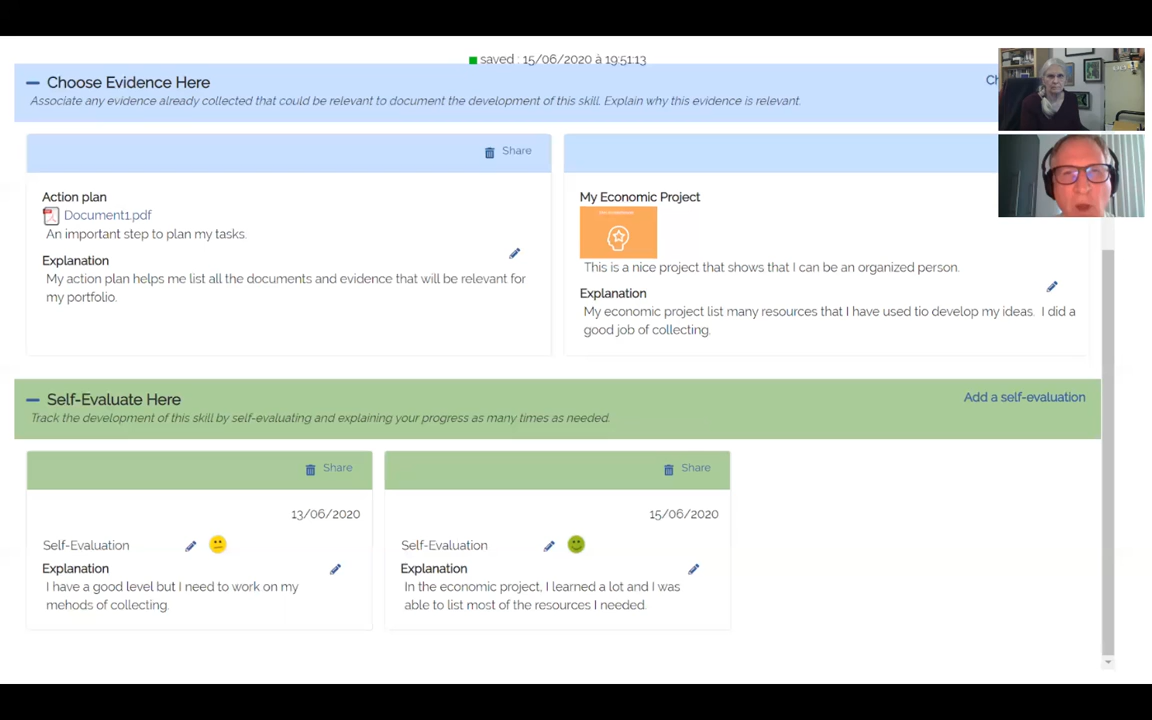 saved : 15/06/2020 à 19:51:13
Choose Evidence Here
Associate any evidence already collected that could be relevant to document the development of this skill. Explain why this evidence is relevant.
Share
Action plan
Document1.pdf
An important step to plan my tasks.
Explanation
My action plan helps me list all the documents and evidence that will be relevant for
my portfolio.
My Economic Project
This is a nice project that shows that I can be an organized person.
Explanation
My economic project list many resources that I have used tio develop my ideas. I did a
good job of collecting.
Self-Evaluate Here
Add a self-evaluation
Track the development of this skill by self-evaluating and explaining your progress as many times as needed.
Share
13/06/2020
Self-Evaluation
Explanation
I have a good level but I need to work on my
mehods of collecting.
Share
15/06/2020
Self-Evaluation
Explanation
In the economic project, I learned a lot and I was
able to list most of the resources I needed.